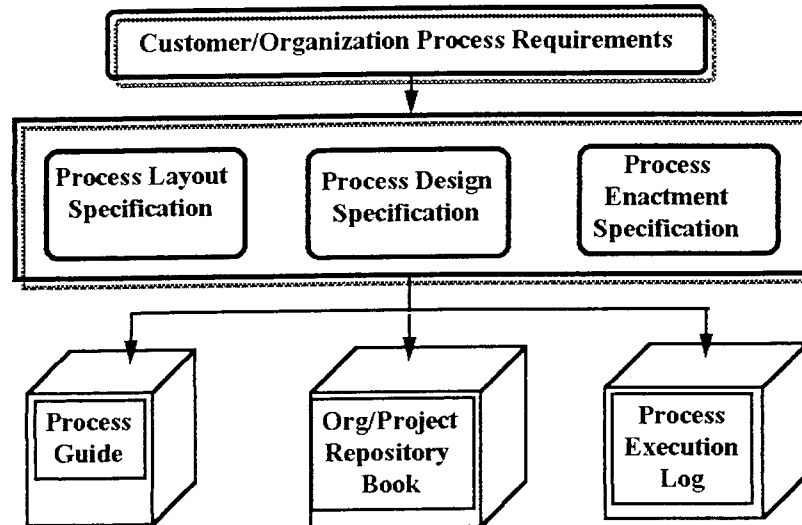 Customer/Organization Process Requirements
Process Layout
Specification
Process Design
Specification
Process
Enactment
Specification
Process
Guide
Org/Project
Repository
Book
Process
Execution
Log